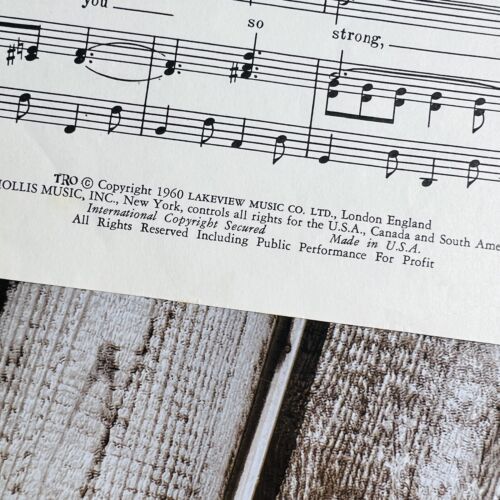 you
so
strong,
TRO © Copyright 1960 LAKEVIEW MUSIC CO. LTD., London England
HOLLIS MUSIC, INC., New York, controls all rights for the U.S.A., Canada and South Ame
International Copyright Secured Made in U.S.A.
All Rights Reserved Including Public Performance For Profit